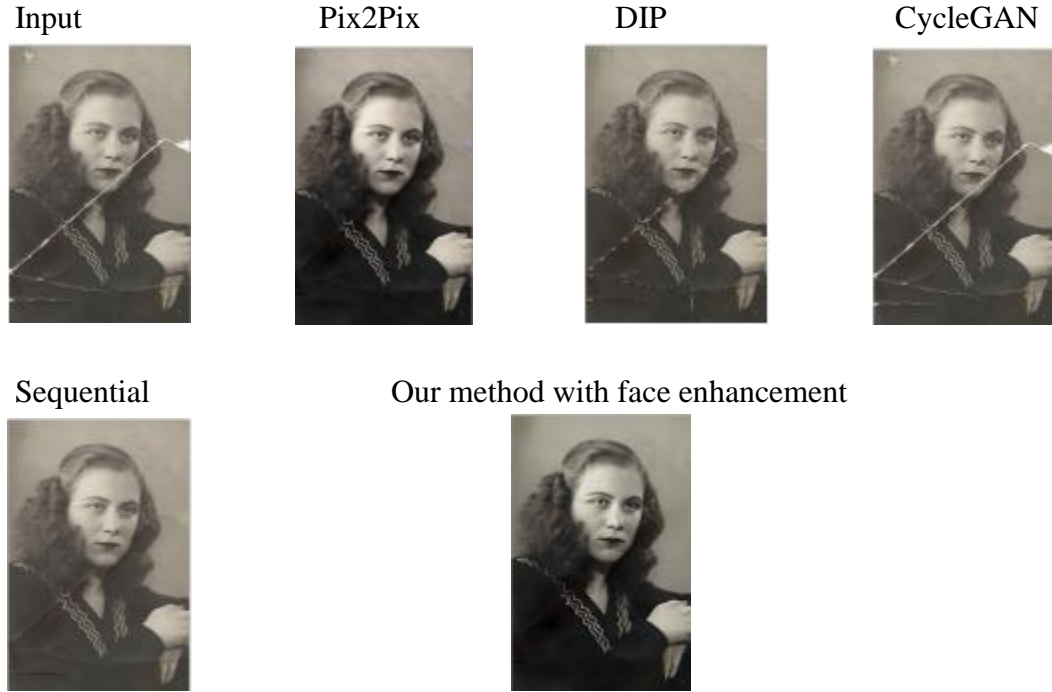 Input Pix2Pix DIP CycleGAN
Sequential Our method with face enhancement